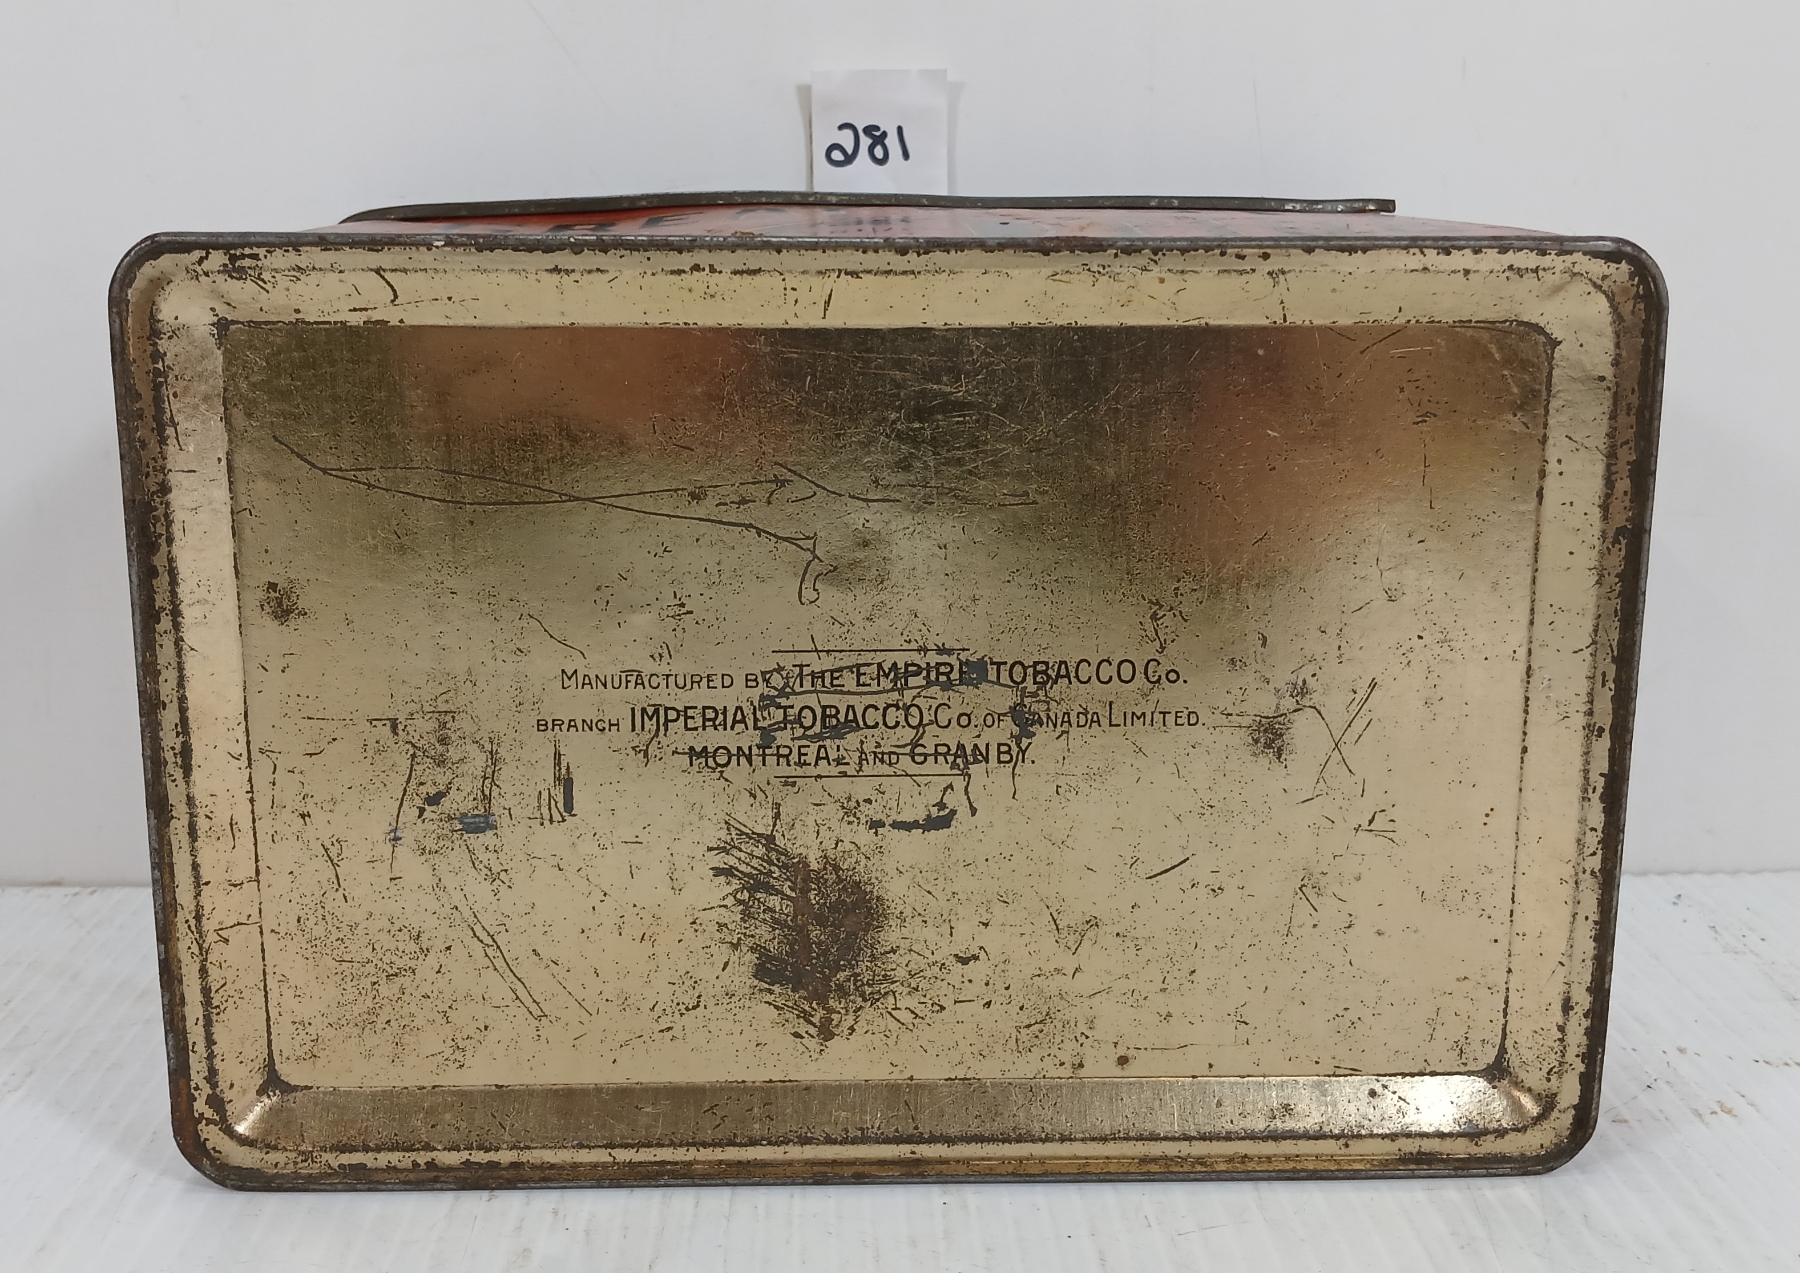 281
MANUFACTURED BY THE EMPIRE TOBACCO CO.
BRANCH IMPERIAL TOBACCO CO. OF CANADA LIMITED.
MONTREAL AND GRANBY.